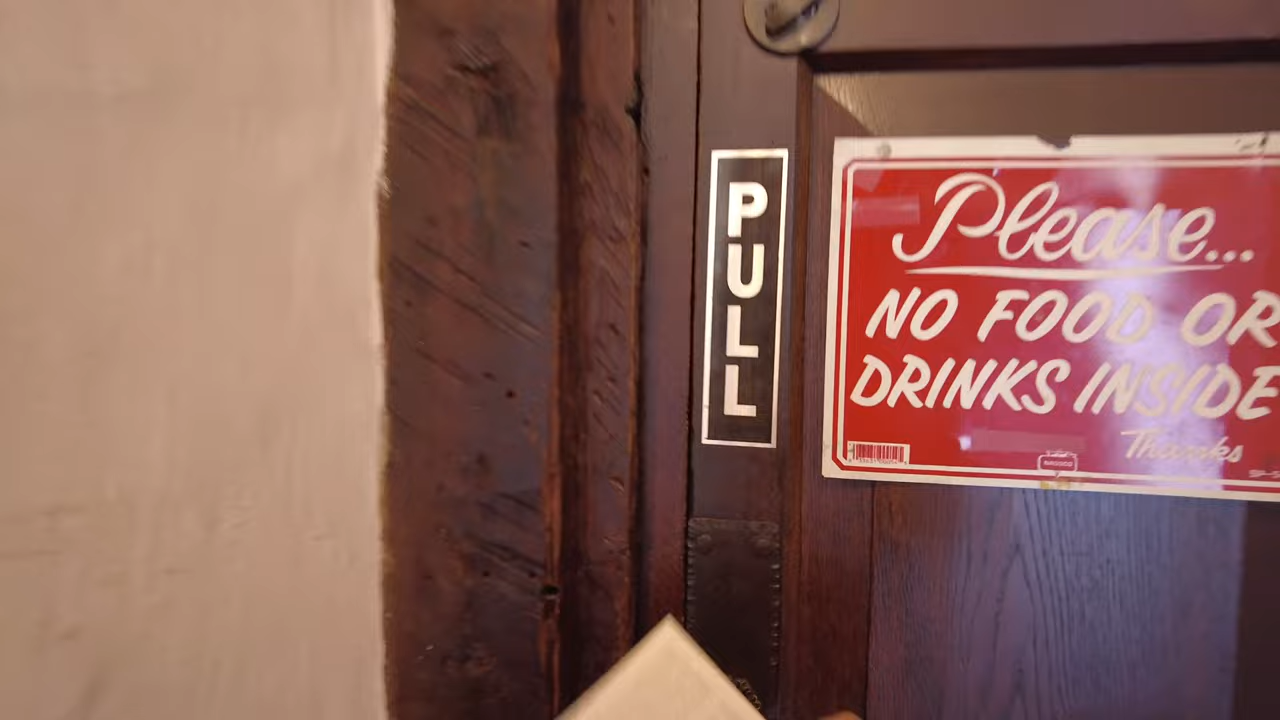 PULL
Please...
NO FOOD OR
DRINKS INSIDE
Thanks